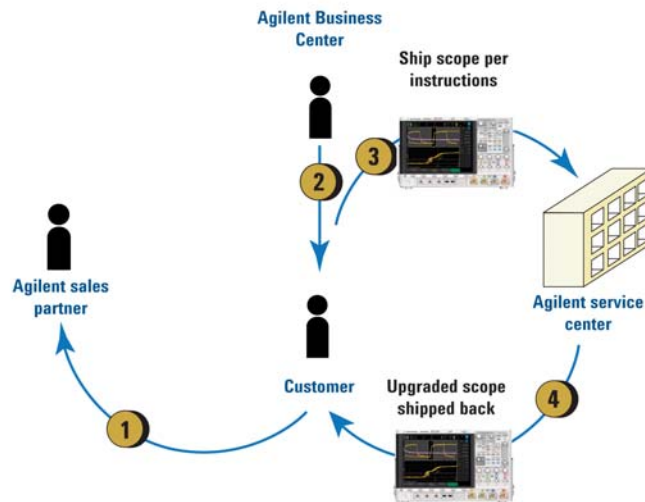 Agilent Business
Center
Ship scope per
instructions
3
2
Agilent sales
partner
Agilent service
center
Customer
Upgraded scope
shipped back
4
1